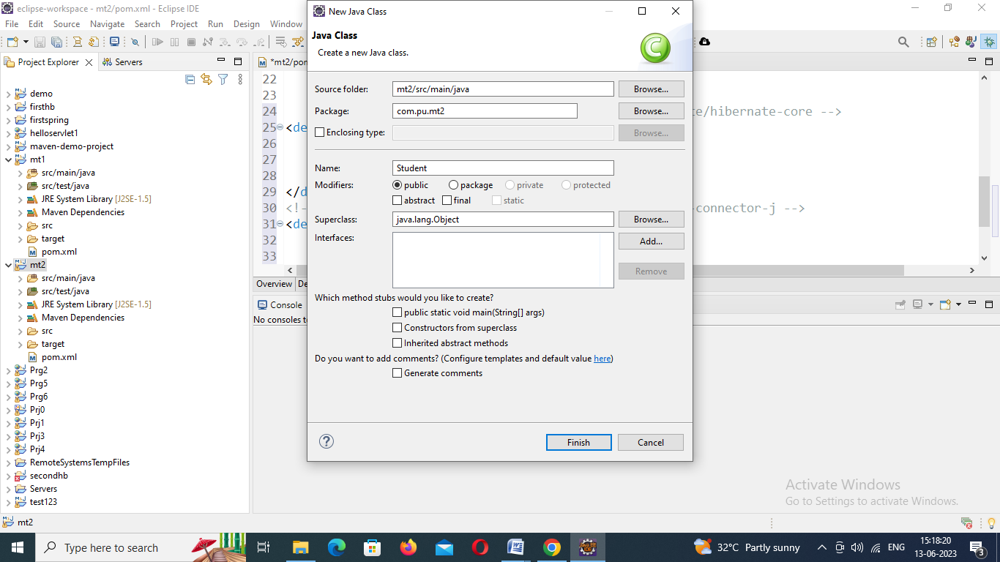 eclipse-workspace - mt2/pom.xml - Eclipse IDE
File Edit Source Navigate Search Project Run Design Window
Project Explorer
Servers
demo
firsthb
firstspring
helloservlet1
maven-demo-project
mt1
src/main/java
src/test/java
JRE System Library [J2SE-1.5]
Maven Dependencies
src
target
pom.xml
mt2
src/main/java
src/test/java
JRE System Library [J2SE-1.5]
Maven Dependencies
src
target
pom.xml
Prg2
Prg5
Prg6
Prj0
Prj1
Prj3
Prj4
RemoteSystemsTempFiles
secondhb
Servers
test123
mt2
*mt2/pom
22
23
24 te/hibernate-core -->
25 <de
26
27
28
29 </d
30 <!- -connector-j -->
31 <de
32
33
Overview De
Console
No consoles t
New Java Class
Java Class
Create a new Java class.
Source folder: mt2/src/main/java Browse...
Package: com.pu.mt2 Browse...
Enclosing type: Browse...
Name: Student
Modifiers: public package private protected
abstract final static
Superclass: java.lang.Object Browse...
Interfaces: Add...
Remove
Which method stubs would you like to create?
public static void main(String[] args)
Constructors from superclass
Inherited abstract methods
Do you want to add comments? (Configure templates and default value here)
Generate comments
Finish Cancel
Activate Windows
Go to Settings to activate Windows.
Type here to search
32°C Partly sunny
ENG
15:18:20
13-06-2023
3